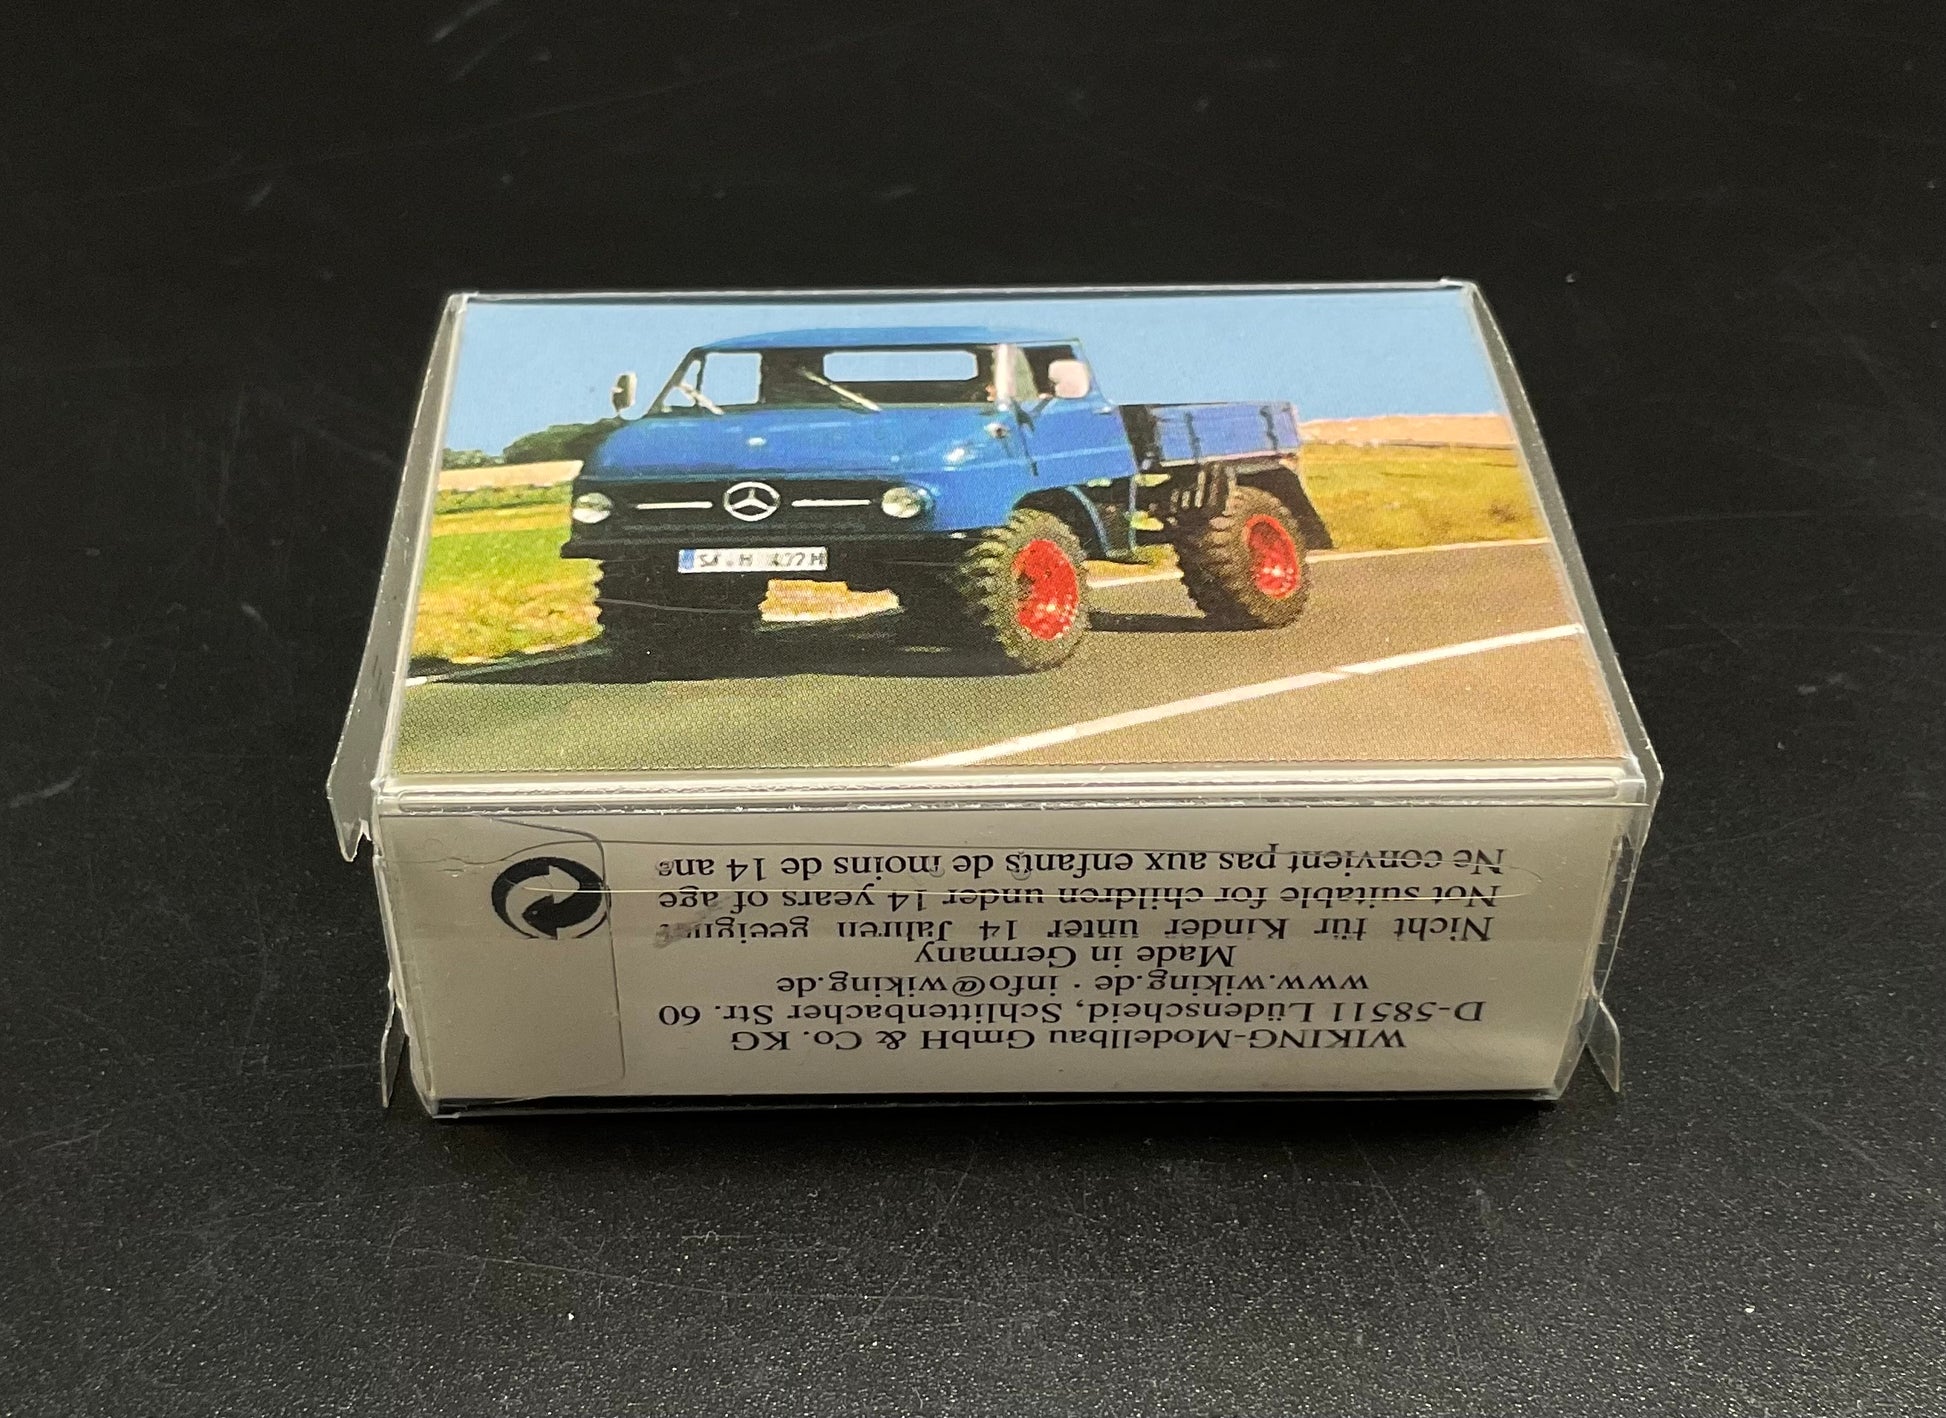 WIKING-Modellbau GmbH & Co. KG
D-58511 Lüdenscheid, Schlittenbacher Str. 60
www.wiking.de · info@wiking.de
Made in Germany
Nicht für Kinder unter 14 Jahren geeignet
Not suitable for children under 14 years of age
Ne convient pas aux enfants de moins de 14 ans